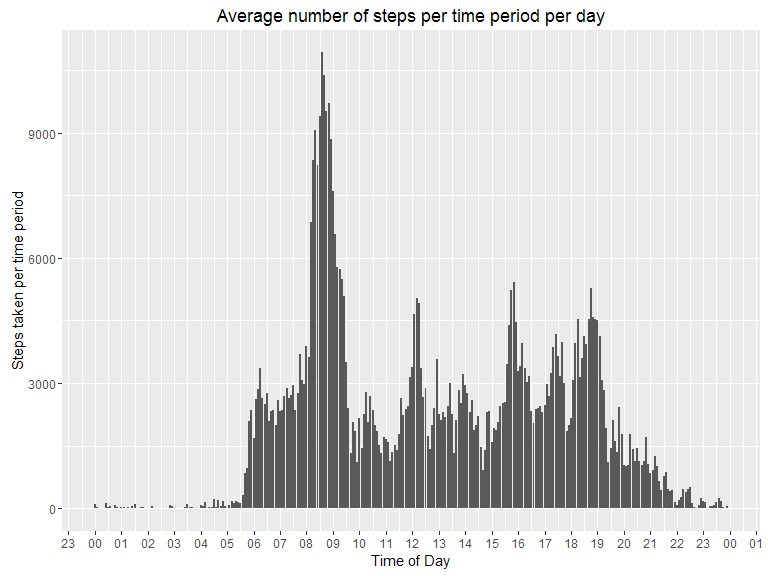 Average number of steps per time period per day
Steps taken per time period
9000
6000
3000
0
23 00 01 02 03 04 05 06 07 08 09 10 11 12 13 14 15 16 17 18 19 20 21 22 23 00 01
Time of Day